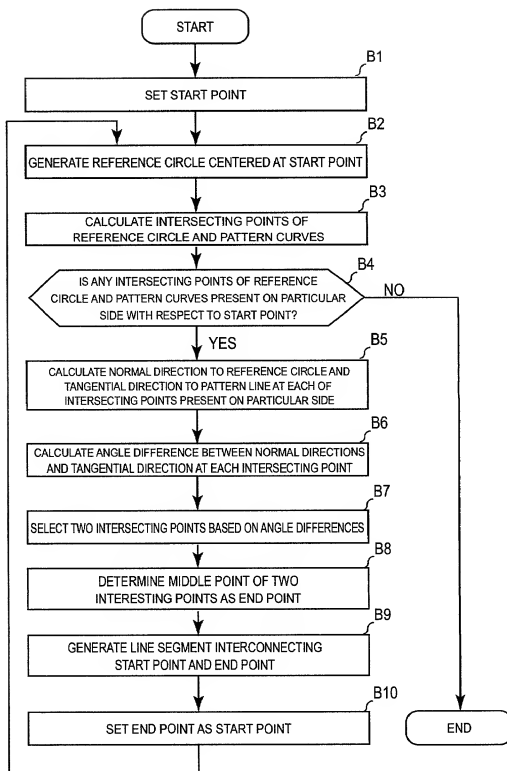 START
B1
SET START POINT
B2
GENERATE REFERENCE CIRCLE CENTERED AT START POINT
B3
CALCULATE INTERSECTING POINTS OF
REFERENCE CIRCLE AND PATTERN CURVES
B4
IS ANY INTERSECTING POINTS OF REFERENCE
CIRCLE AND PATTERN CURVES PRESENT ON PARTICULAR
SIDE WITH RESPECT TO START POINT?
NO
YES
B5
CALCULATE NORMAL DIRECTION TO REFERENCE CIRCLE AND
TANGENTIAL DIRECTION TO PATTERN LINE AT EACH OF
INTERSECTING POINTS PRESENT ON PARTICULAR SIDE
B6
CALCULATE ANGLE DIFFERENCE BETWEEN NORMAL DIRECTIONS
AND TANGENTIAL DIRECTION AT EACH INTERSECTING POINT
B7
SELECT TWO INTERSECTING POINTS BASED ON ANGLE DIFFERENCES
B8
DETERMINE MIDDLE POINT OF TWO
INTERESTING POINTS AS END POINT
B9
GENERATE LINE SEGMENT INTERCONNECTING
START POINT AND END POINT
B10
SET END POINT AS START POINT
END